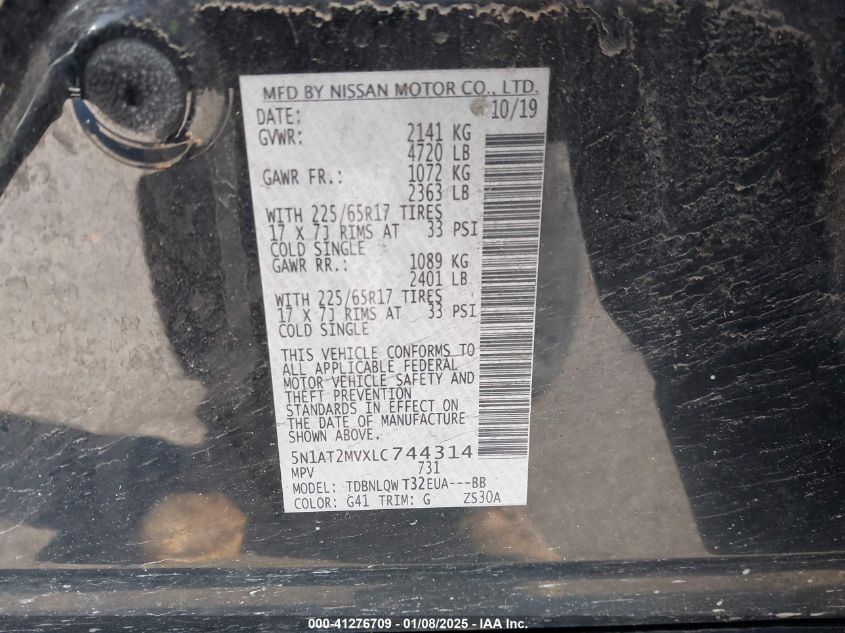 MFD BY NISSAN MOTOR CO., LTD.
DATE: 10/19
GVWR: 2141 KG
4720 LB
GAWR FR.: 1072 KG
2363 LB
WITH 225/65R17 TIRES
17 X 7J RIMS AT 33 PSI
COLD SINGLE
GAWR RR.: 1089 KG
2401 LB
WITH 225/65R17 TIRES
17 X 7J RIMS AT 33 PSI
COLD SINGLE
THIS VEHICLE CONFORMS TO
ALL APPLICABLE FEDERAL
MOTOR VEHICLE SAFETY AND
THEFT PREVENTION
STANDARDS IN EFFECT ON
THE DATE OF MANUFACTURE
SHOWN ABOVE.
5N1AT2MVXLC744314
MPV 731
MODEL: TDBNLQW T32EUA---BB
COLOR: G41 TRIM: G ZS30A
000-41276709 — 01/08/2025 — IAA Inc.